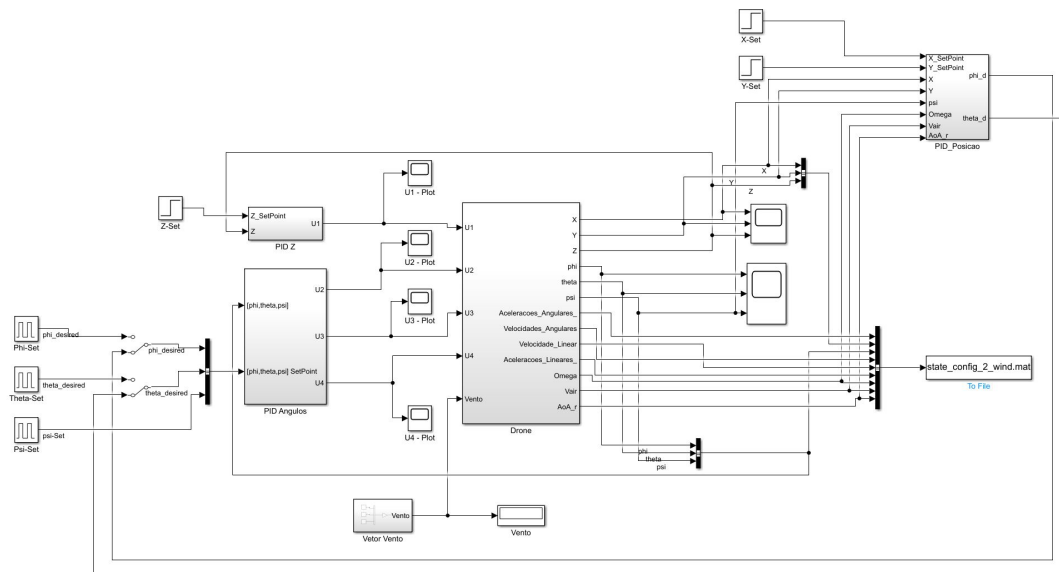 X-Set
Y-Set
X_SetPoint
Y_SetPoint
X
Y
psi
Omega
Vair
AoA_r
phi_d
theta_d
PID_Posicao
U1 - Plot
X
Y
Z
Z-Set
Z_SetPoint
Z
U1
PID Z
U2 - Plot
[phi,theta,psi]
[phi,theta,psi] SetPoint
U2
U3
U4
PID Angulos
U3 - Plot
U4 - Plot
U1
U2
U3
U4
Vento
X
Y
Z
phi
theta
psi
Aceleracoes_Angulares_
Velocidades_Angulares
Velocidade_Linear
Aceleracoes_Lineares_
Omega
Vair
AoA_r
Drone
state_config_2_wind.mat
To File
Phi-Set
phi_desired
phi_desired
Theta-Set
theta_desired
theta_desired
Psi-Set
psi-Set
phi
theta
psi
Vento
Vetor Vento
Vento